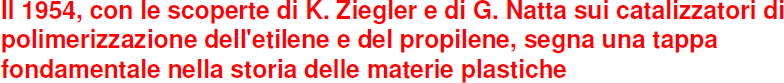 Il 1954, con le scoperte di K. Ziegler e di G. Natta sui catalizzatori di
polimerizzazione dell'etilene e del propilene, segna una tappa
fondamentale nella storia delle materie plastiche